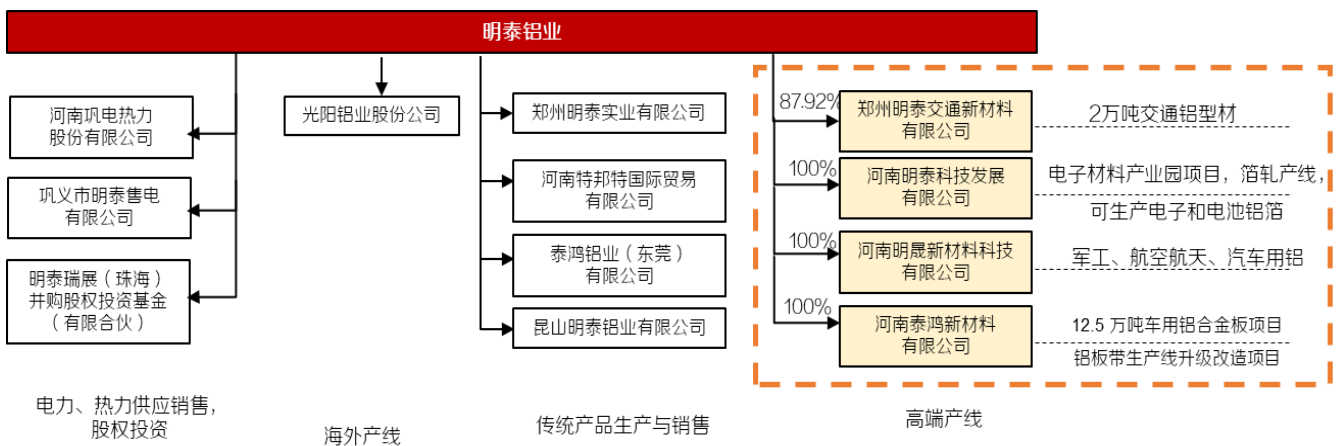 明泰铝业
河南巩电热力
股份有限公司
巩义市明泰售电
有限公司
明泰瑞展（珠海）
并购股权投资基金
（有限合伙）
电力、热力供应销售，
股权投资
光阳铝业股份公司
海外产线
郑州明泰实业有限公司
河南特邦特国际贸易
有限公司
泰鸿铝业（东莞）
有限公司
昆山明泰铝业有限公司
传统产品生产与销售
87.92%
郑州明泰交通新材料
有限公司
2万吨交通铝型材
100%
河南明泰科技发展
有限公司
电子材料产业园项目，箔轧产线，
可生产电子和电池铝箔
100%
河南明晟新材料科技
有限公司
军工、航空航天、汽车用铝
100%
河南泰鸿新材料
有限公司
12.5 万吨车用铝合金板项目
铝板带生产线升级改造项目
高端产线